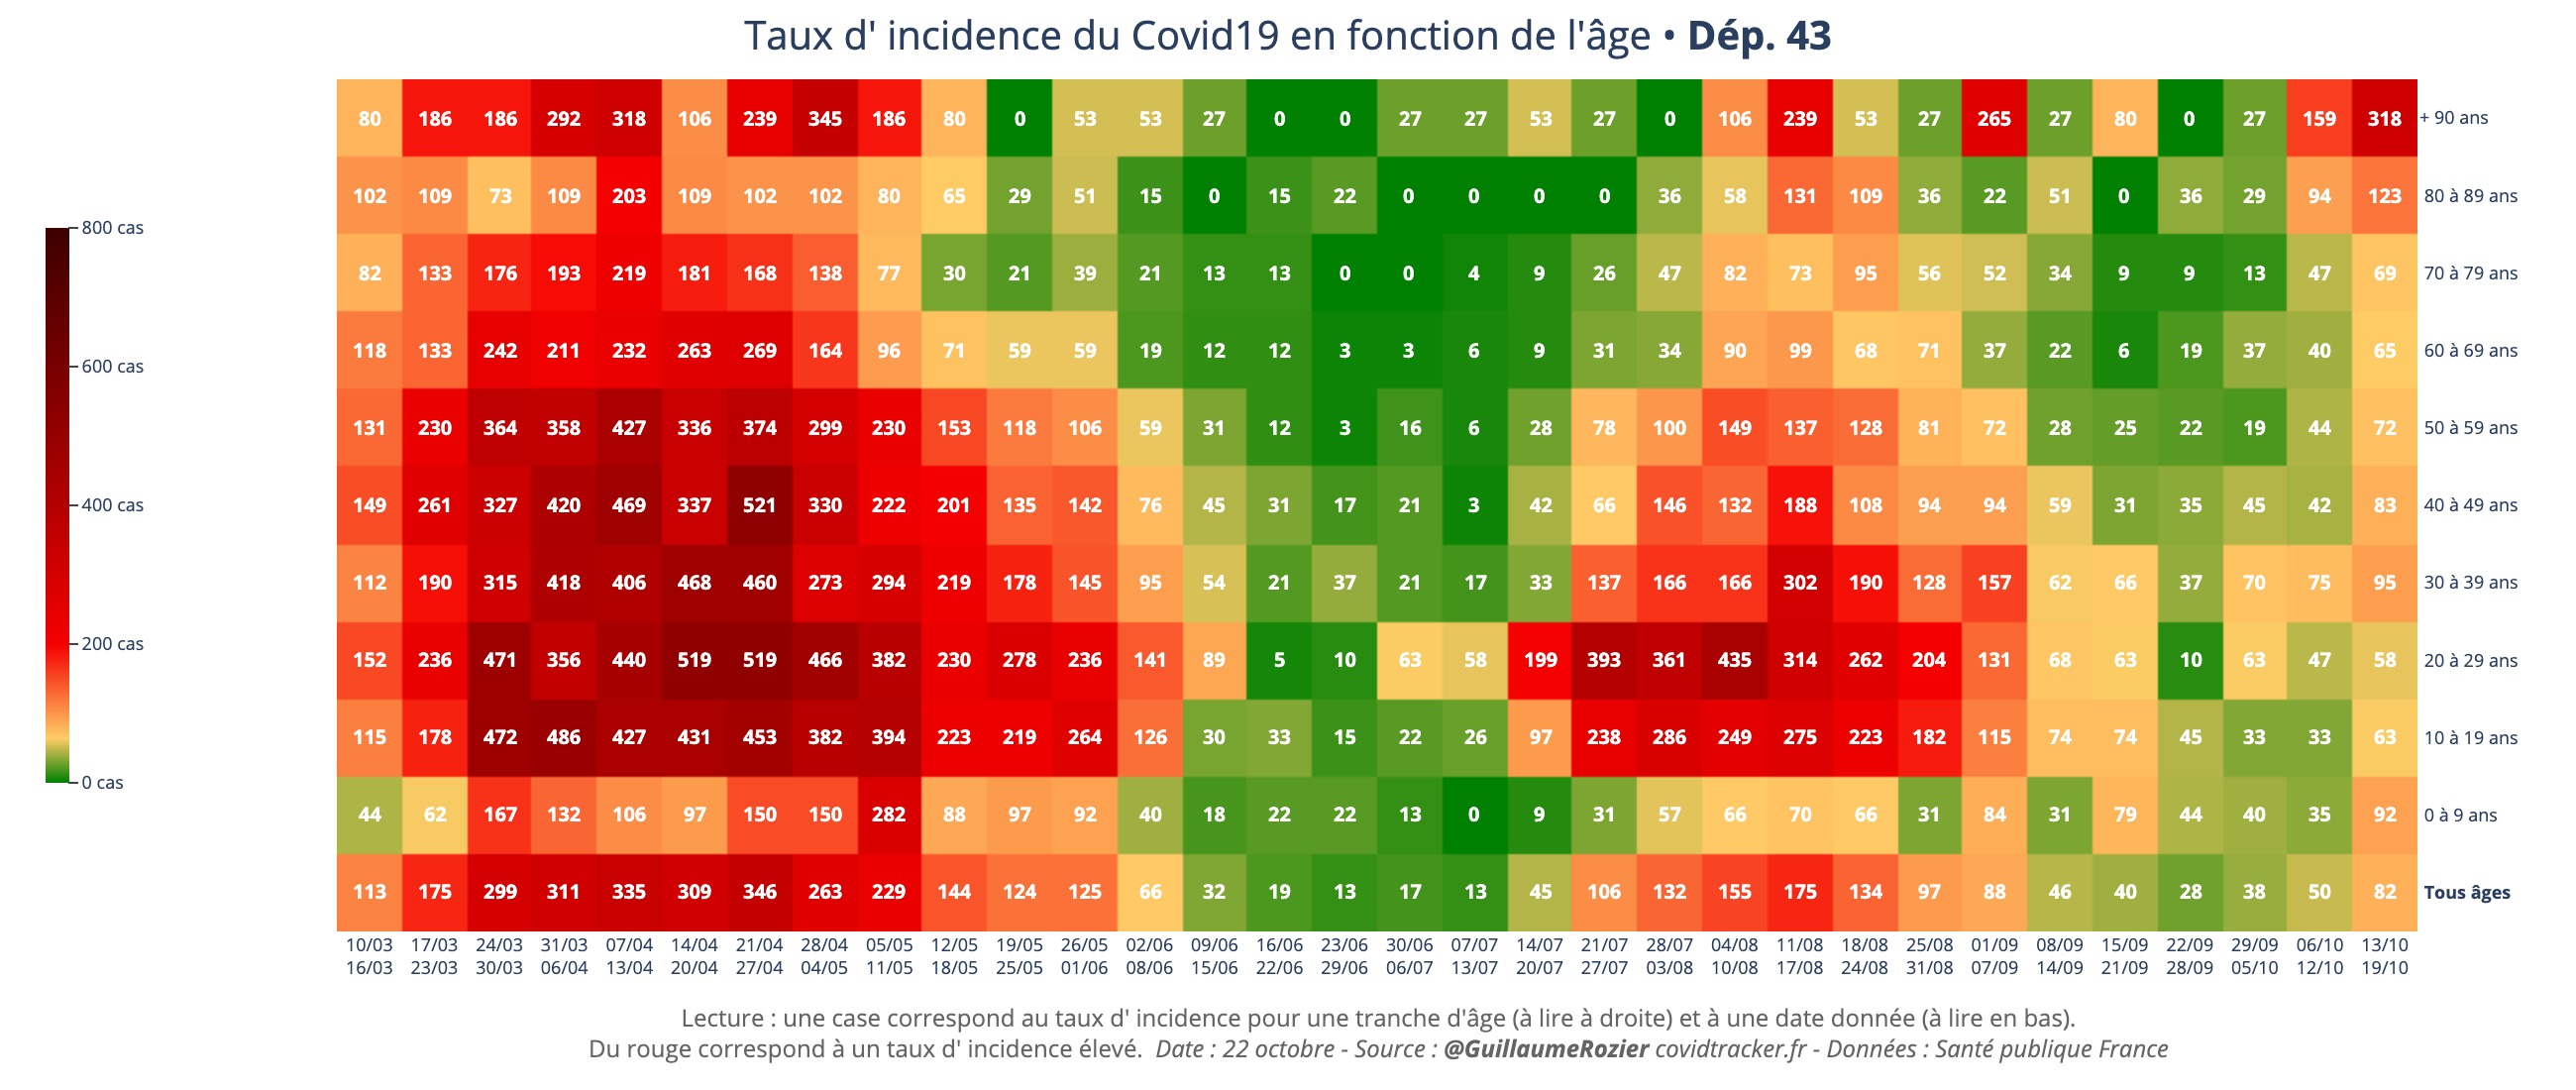 Taux d' incidence du Covid19 en fonction de l'âge • Dép. 43
80 186 186 292 318 106 239 345 186 80 0 53 53 27 0 0 27 27 53 27 0 106 239 53 27 265 27 80 0 27 159 318 + 90 ans
102 109 73 109 203 109 102 102 80 65 29 51 15 0 15 22 0 0 0 0 36 58 131 109 36 22 51 0 36 29 94 123 80 à 89 ans
82 133 176 193 219 181 168 138 77 30 21 39 21 13 13 0 0 4 9 26 47 82 73 95 56 52 34 9 9 13 47 69 70 à 79 ans
118 133 242 211 232 263 269 164 96 71 59 59 19 12 12 3 3 6 9 31 34 90 99 68 71 37 22 6 19 37 40 65 60 à 69 ans
131 230 364 358 427 336 374 299 230 153 118 106 59 31 12 3 16 6 28 78 100 149 137 128 81 72 28 25 22 19 44 72 50 à 59 ans
149 261 327 420 469 337 521 330 222 201 135 142 76 45 31 17 21 3 42 66 146 132 188 108 94 94 59 31 35 45 42 83 40 à 49 ans
112 190 315 418 406 468 460 273 294 219 178 145 95 54 21 37 21 17 33 137 166 166 302 190 128 157 62 66 37 70 75 95 30 à 39 ans
152 236 471 356 440 519 519 466 382 230 278 236 141 89 5 10 63 58 199 393 361 435 314 262 204 131 68 63 10 63 47 58 20 à 29 ans
115 178 472 486 427 431 453 382 394 223 219 264 126 30 33 15 22 26 97 238 286 249 275 223 182 115 74 74 45 33 33 63 10 à 19 ans
44 62 167 132 106 97 150 150 282 88 97 92 40 18 22 22 13 0 9 31 57 66 70 66 31 84 31 79 44 40 35 92 0 à 9 ans
113 175 299 311 335 309 346 263 229 144 124 125 66 32 19 13 17 13 45 106 132 155 175 134 97 88 46 40 28 38 50 82 Tous âges
10/03 17/03 24/03 31/03 07/04 14/04 21/04 28/04 05/05 12/05 19/05 26/05 02/06 09/06 16/06 23/06 30/06 07/07 14/07 21/07 28/07 04/08 11/08 18/08 25/08 01/09 08/09 15/09 22/09 29/09 06/10 13/10
16/03 23/03 30/03 06/04 13/04 20/04 27/04 04/05 11/05 18/05 25/05 01/06 08/06 15/06 22/06 29/06 06/07 13/07 20/07 27/07 03/08 10/08 17/08 24/08 31/08 07/09 14/09 21/09 28/09 05/10 12/10 19/10
800 cas
600 cas
400 cas
200 cas
0 cas
Lecture : une case correspond au taux d' incidence pour une tranche d'âge (à lire à droite) et à une date donnée (à lire en bas).
Du rouge correspond à un taux d' incidence élevé. Date : 22 octobre - Source : @GuillaumeRozier covidtracker.fr - Données : Santé publique France